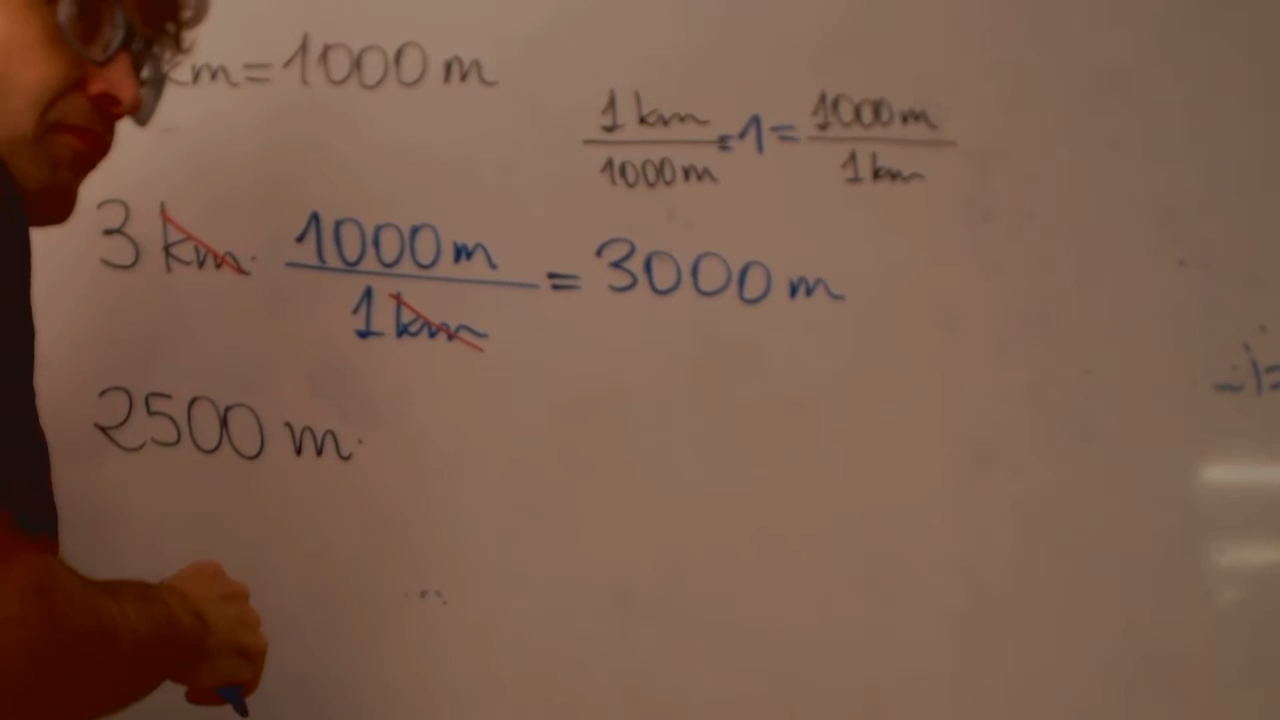 km = 1000 m
1 km / 1000 m = 1 = 1000 m / 1 km
3 km · 1000 m / 1 km = 3000 m
2500 m ·